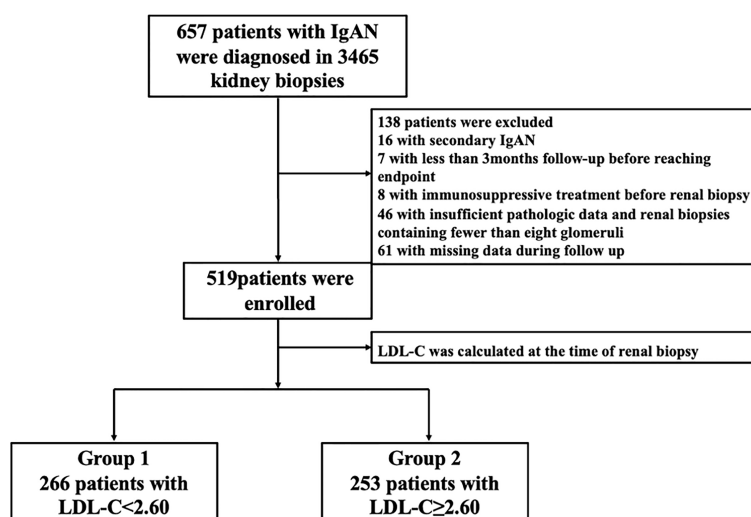 657 patients with IgAN
were diagnosed in 3465
kidney biopsies
138 patients were excluded
16 with secondary IgAN
7 with less than 3months follow-up before reaching
endpoint
8 with immunosuppressive treatment before renal biopsy
46 with insufficient pathologic data and renal biopsies
containing fewer than eight glomeruli
61 with missing data during follow up
519patients were
enrolled
LDL-C was calculated at the time of renal biopsy
Group 1
266 patients with
LDL-C<2.60
Group 2
253 patients with
LDL-C≥2.60